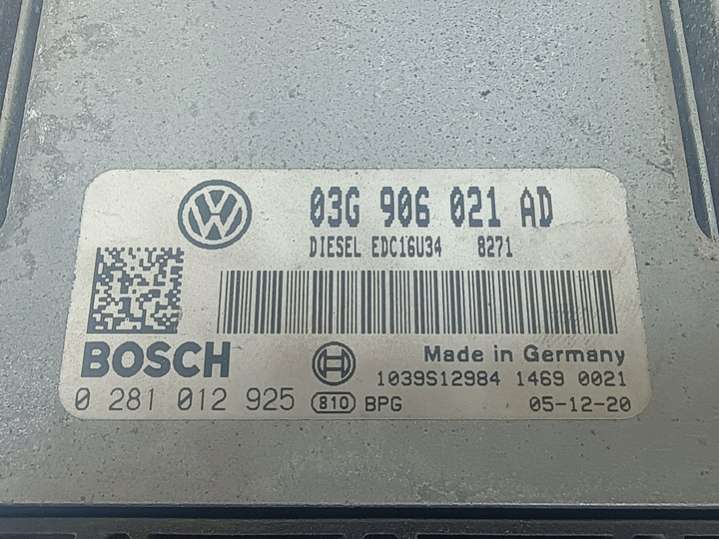 03G 906 021 AD
DIESEL EDC16U34 8271
BOSCH
Made in Germany
1039S12984 1469 0021
0 281 012 925 810 BPG 05-12-20